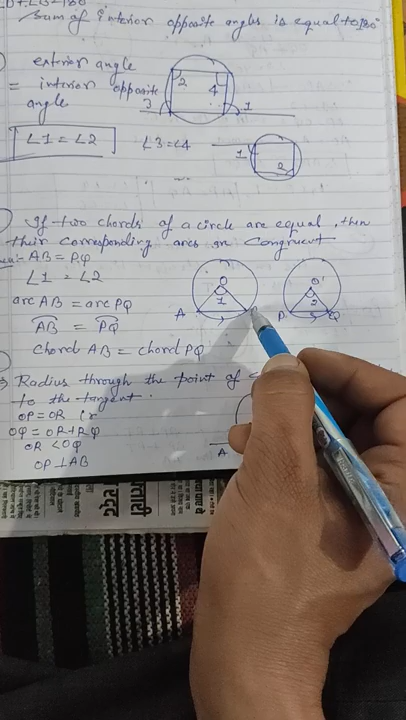 Sum of interior opposite angles is equal to 180°
exterior angle
= interior opposite
angle
2 4
3 1
∠1 = ∠2
∠3=∠4
1
2
If two chords of a circle are equal, then
their corresponding arcs are congruent
AB = PQ
∠1 = ∠2
arc AB = arc PQ
AB = PQ
chord AB = chord PQ
O
1
A
O'
2
P Q
Radius through the point of
to the tangent.
OP = OR
OQ = OR+RQ
OR < OQ
OP ⊥ AB
A